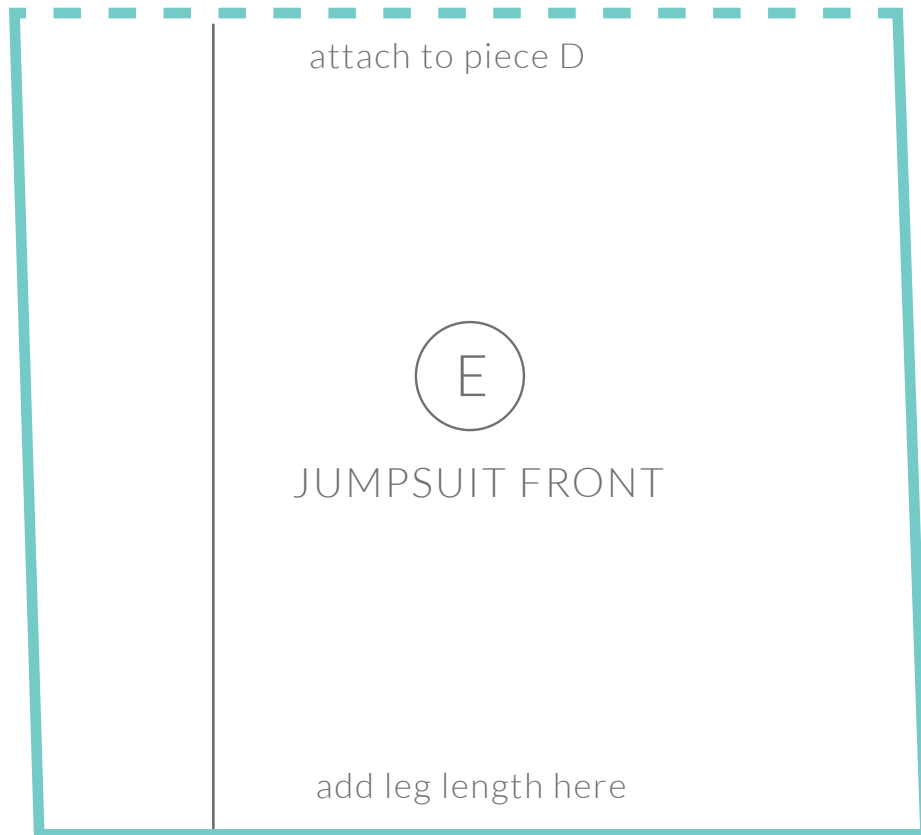 attach to piece D
E
JUMPSUIT FRONT
add leg length here